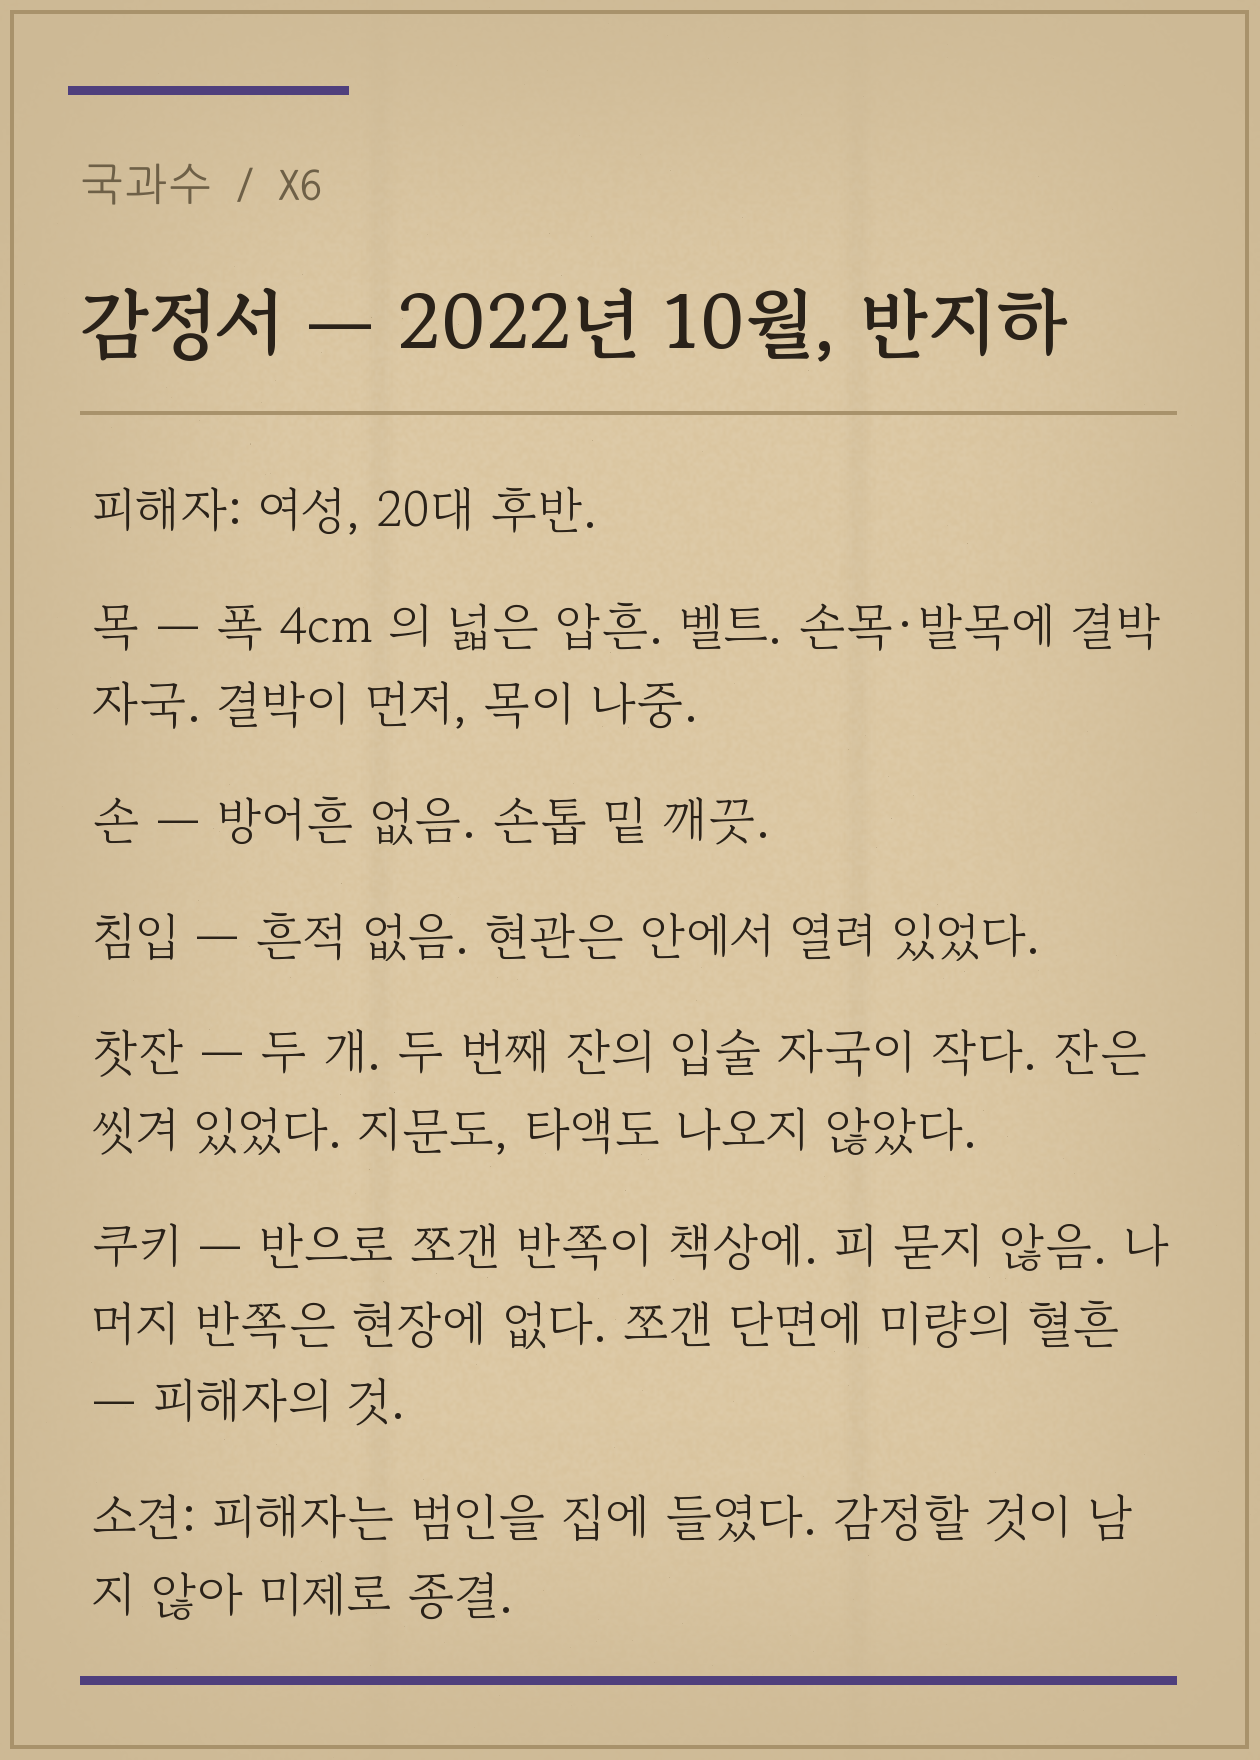 국과수 / X6
감정서 — 2022년 10월, 반지하
피해자: 여성, 20대 후반.
목 — 폭 4cm 의 넓은 압흔. 벨트. 손목·발목에 결박
자국. 결박이 먼저, 목이 나중.
손 — 방어흔 없음. 손톱 밑 깨끗.
침입 — 흔적 없음. 현관은 안에서 열려 있었다.
찻잔 — 두 개. 두 번째 잔의 입술 자국이 작다. 잔은
씻겨 있었다. 지문도, 타액도 나오지 않았다.
쿠키 — 반으로 쪼갠 반쪽이 책상에. 피 묻지 않음. 나
머지 반쪽은 현장에 없다. 쪼갠 단면에 미량의 혈흔
— 피해자의 것.
소견: 피해자는 범인을 집에 들였다. 감정할 것이 남
지 않아 미제로 종결.